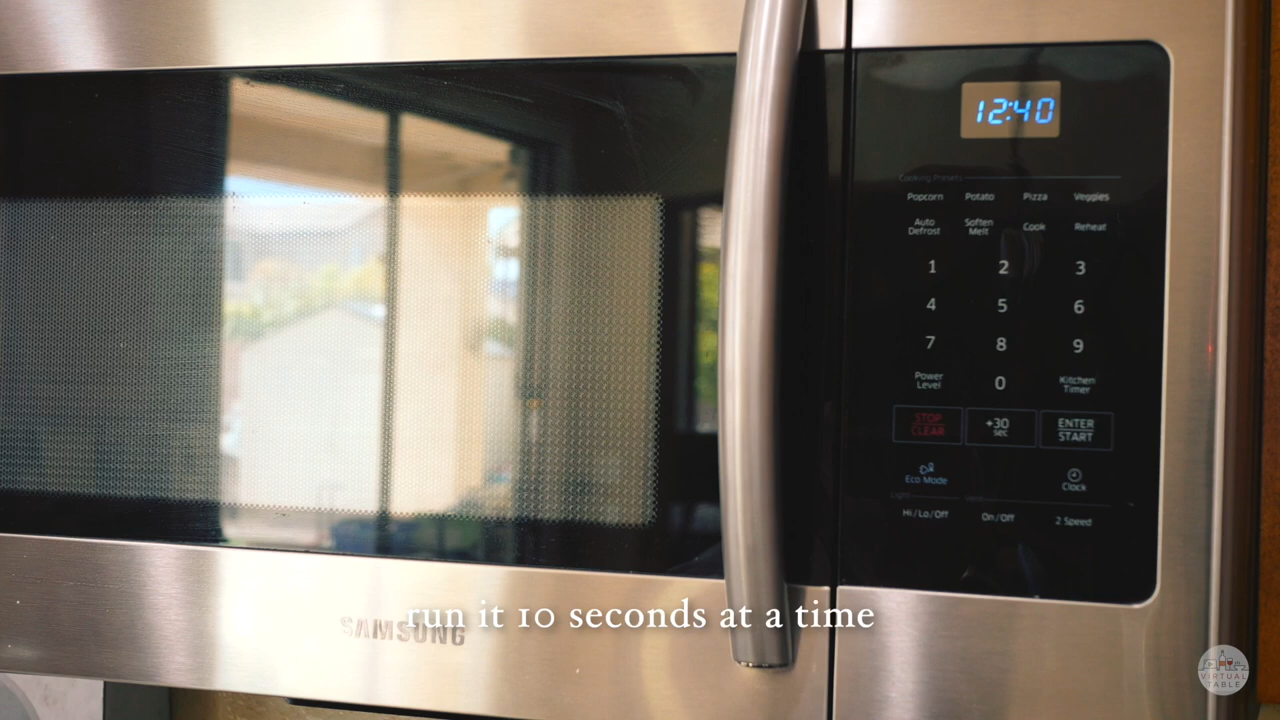 12:40
Cooking Presets
Popcorn Potato Pizza Veggies
Auto Defrost Soften Melt Cook Reheat
1 2 3
4 5 6
7 8 9
Power Level 0 Kitchen Timer
STOP CLEAR +30 sec ENTER START
Eco Mode Clock
Light
Hi/Lo/Off On/Off 2 Speed
run it 10 seconds at a time
SAMSUNG
VIRTUAL
TABLE